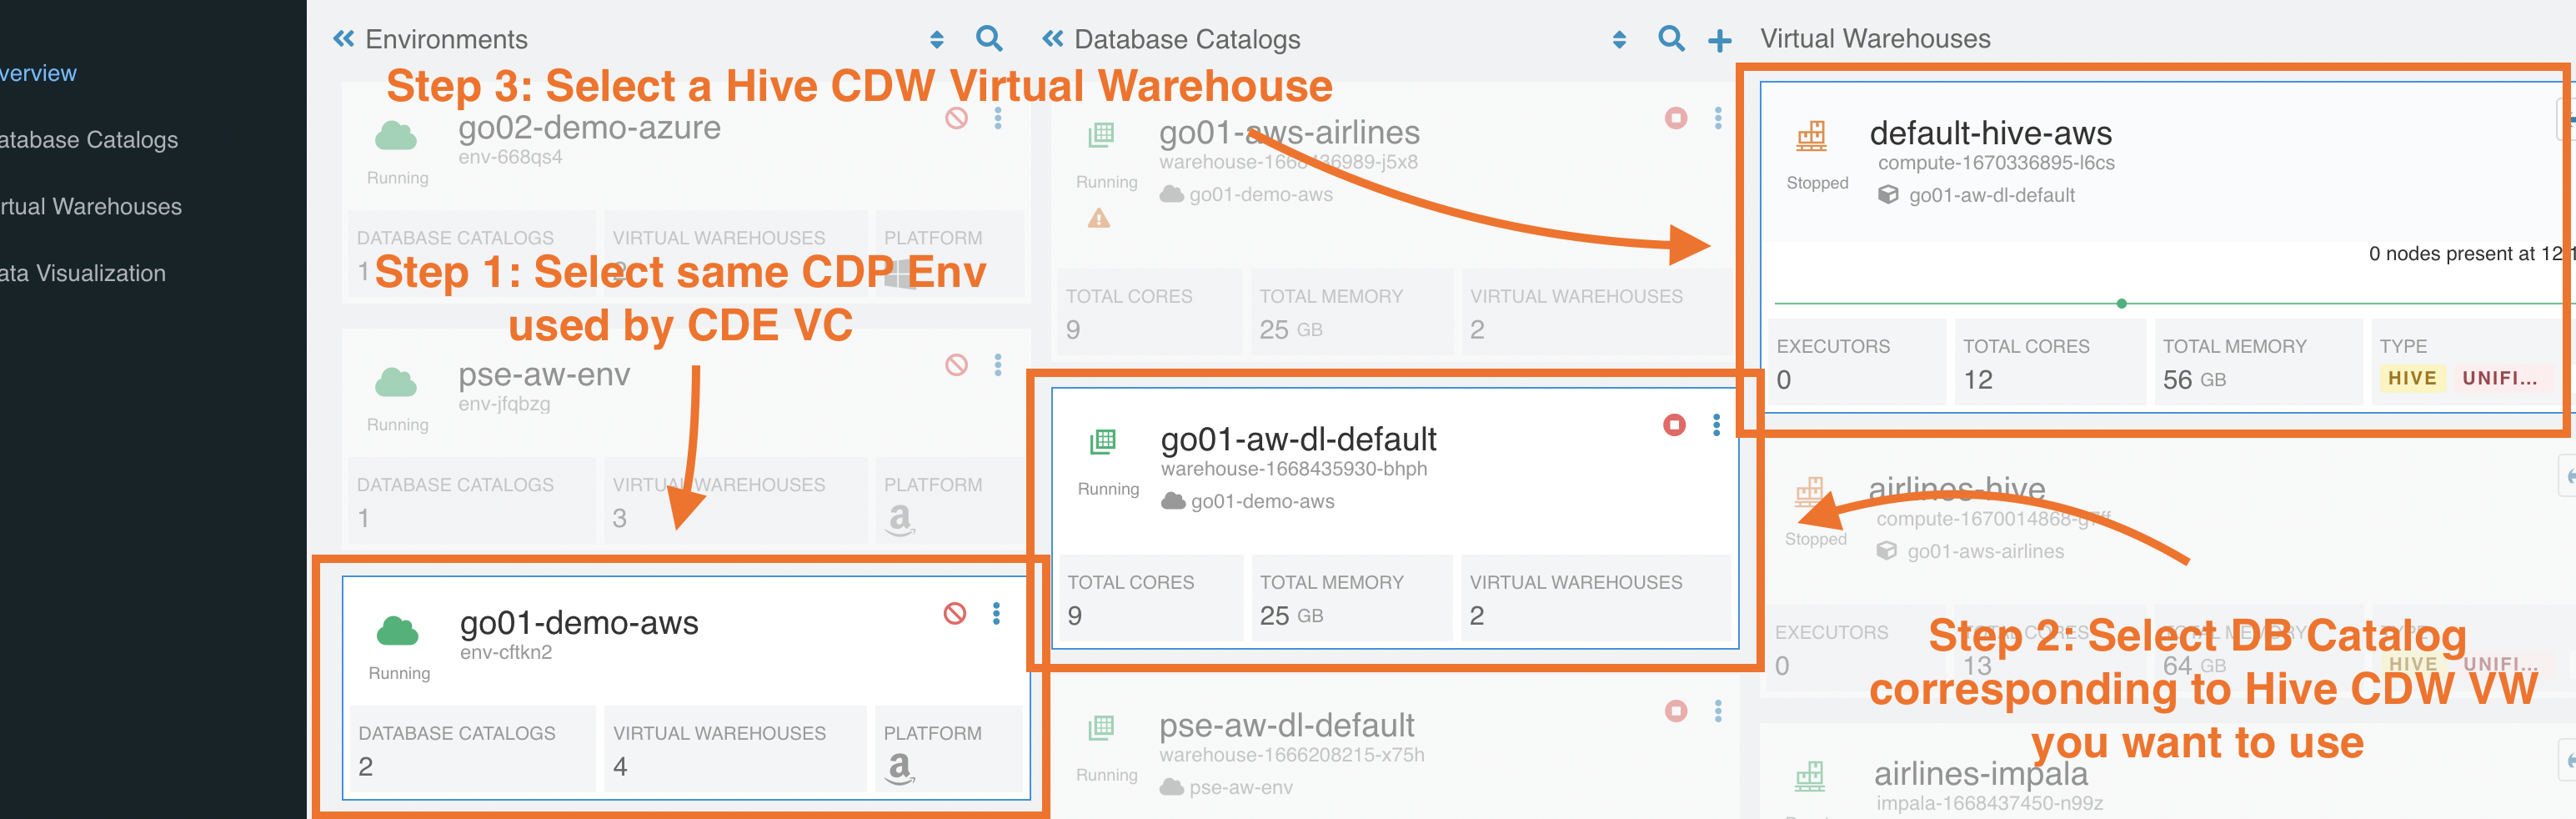 verview
atabase Catalogs
rtual Warehouses
ata Visualization
Environments
Step 3: Select a Hive CDW Virtual Warehouse
go02-demo-azure
env-668qs4
Running
DATABASE CATALOGS
1
VIRTUAL WAREHOUSES
2
PLATFORM
Step 1: Select same CDP Env
used by CDE VC
pse-aw-env
env-jfqbzg
Running
DATABASE CATALOGS
1
VIRTUAL WAREHOUSES
3
PLATFORM
go01-demo-aws
env-cftkn2
Running
DATABASE CATALOGS
2
VIRTUAL WAREHOUSES
4
PLATFORM
Database Catalogs
go01-aws-airlines
warehouse-1668436989-j5x8
Running
go01-demo-aws
TOTAL CORES
9
TOTAL MEMORY
25 GB
VIRTUAL WAREHOUSES
2
go01-aw-dl-default
warehouse-1668435930-bhph
Running
go01-demo-aws
TOTAL CORES
9
TOTAL MEMORY
25 GB
VIRTUAL WAREHOUSES
2
pse-aw-dl-default
warehouse-1666208215-x75h
Running
pse-aw-env
Virtual Warehouses
default-hive-aws
compute-1670336895-l6cs
Stopped
go01-aw-dl-default
0 nodes present at 12:1
EXECUTORS
0
TOTAL CORES
12
TOTAL MEMORY
56 GB
TYPE
HIVE UNIFI...
airlines-hive
compute-1670014868-g7ff
Stopped
go01-aws-airlines
EXECUTORS
0
TOTAL CORES
13
TOTAL MEMORY
64 GB
TYPE
HIVE UNIFI...
Step 2: Select DB Catalog
corresponding to Hive CDW VW
you want to use
airlines-impala
impala-1668437450-n99z